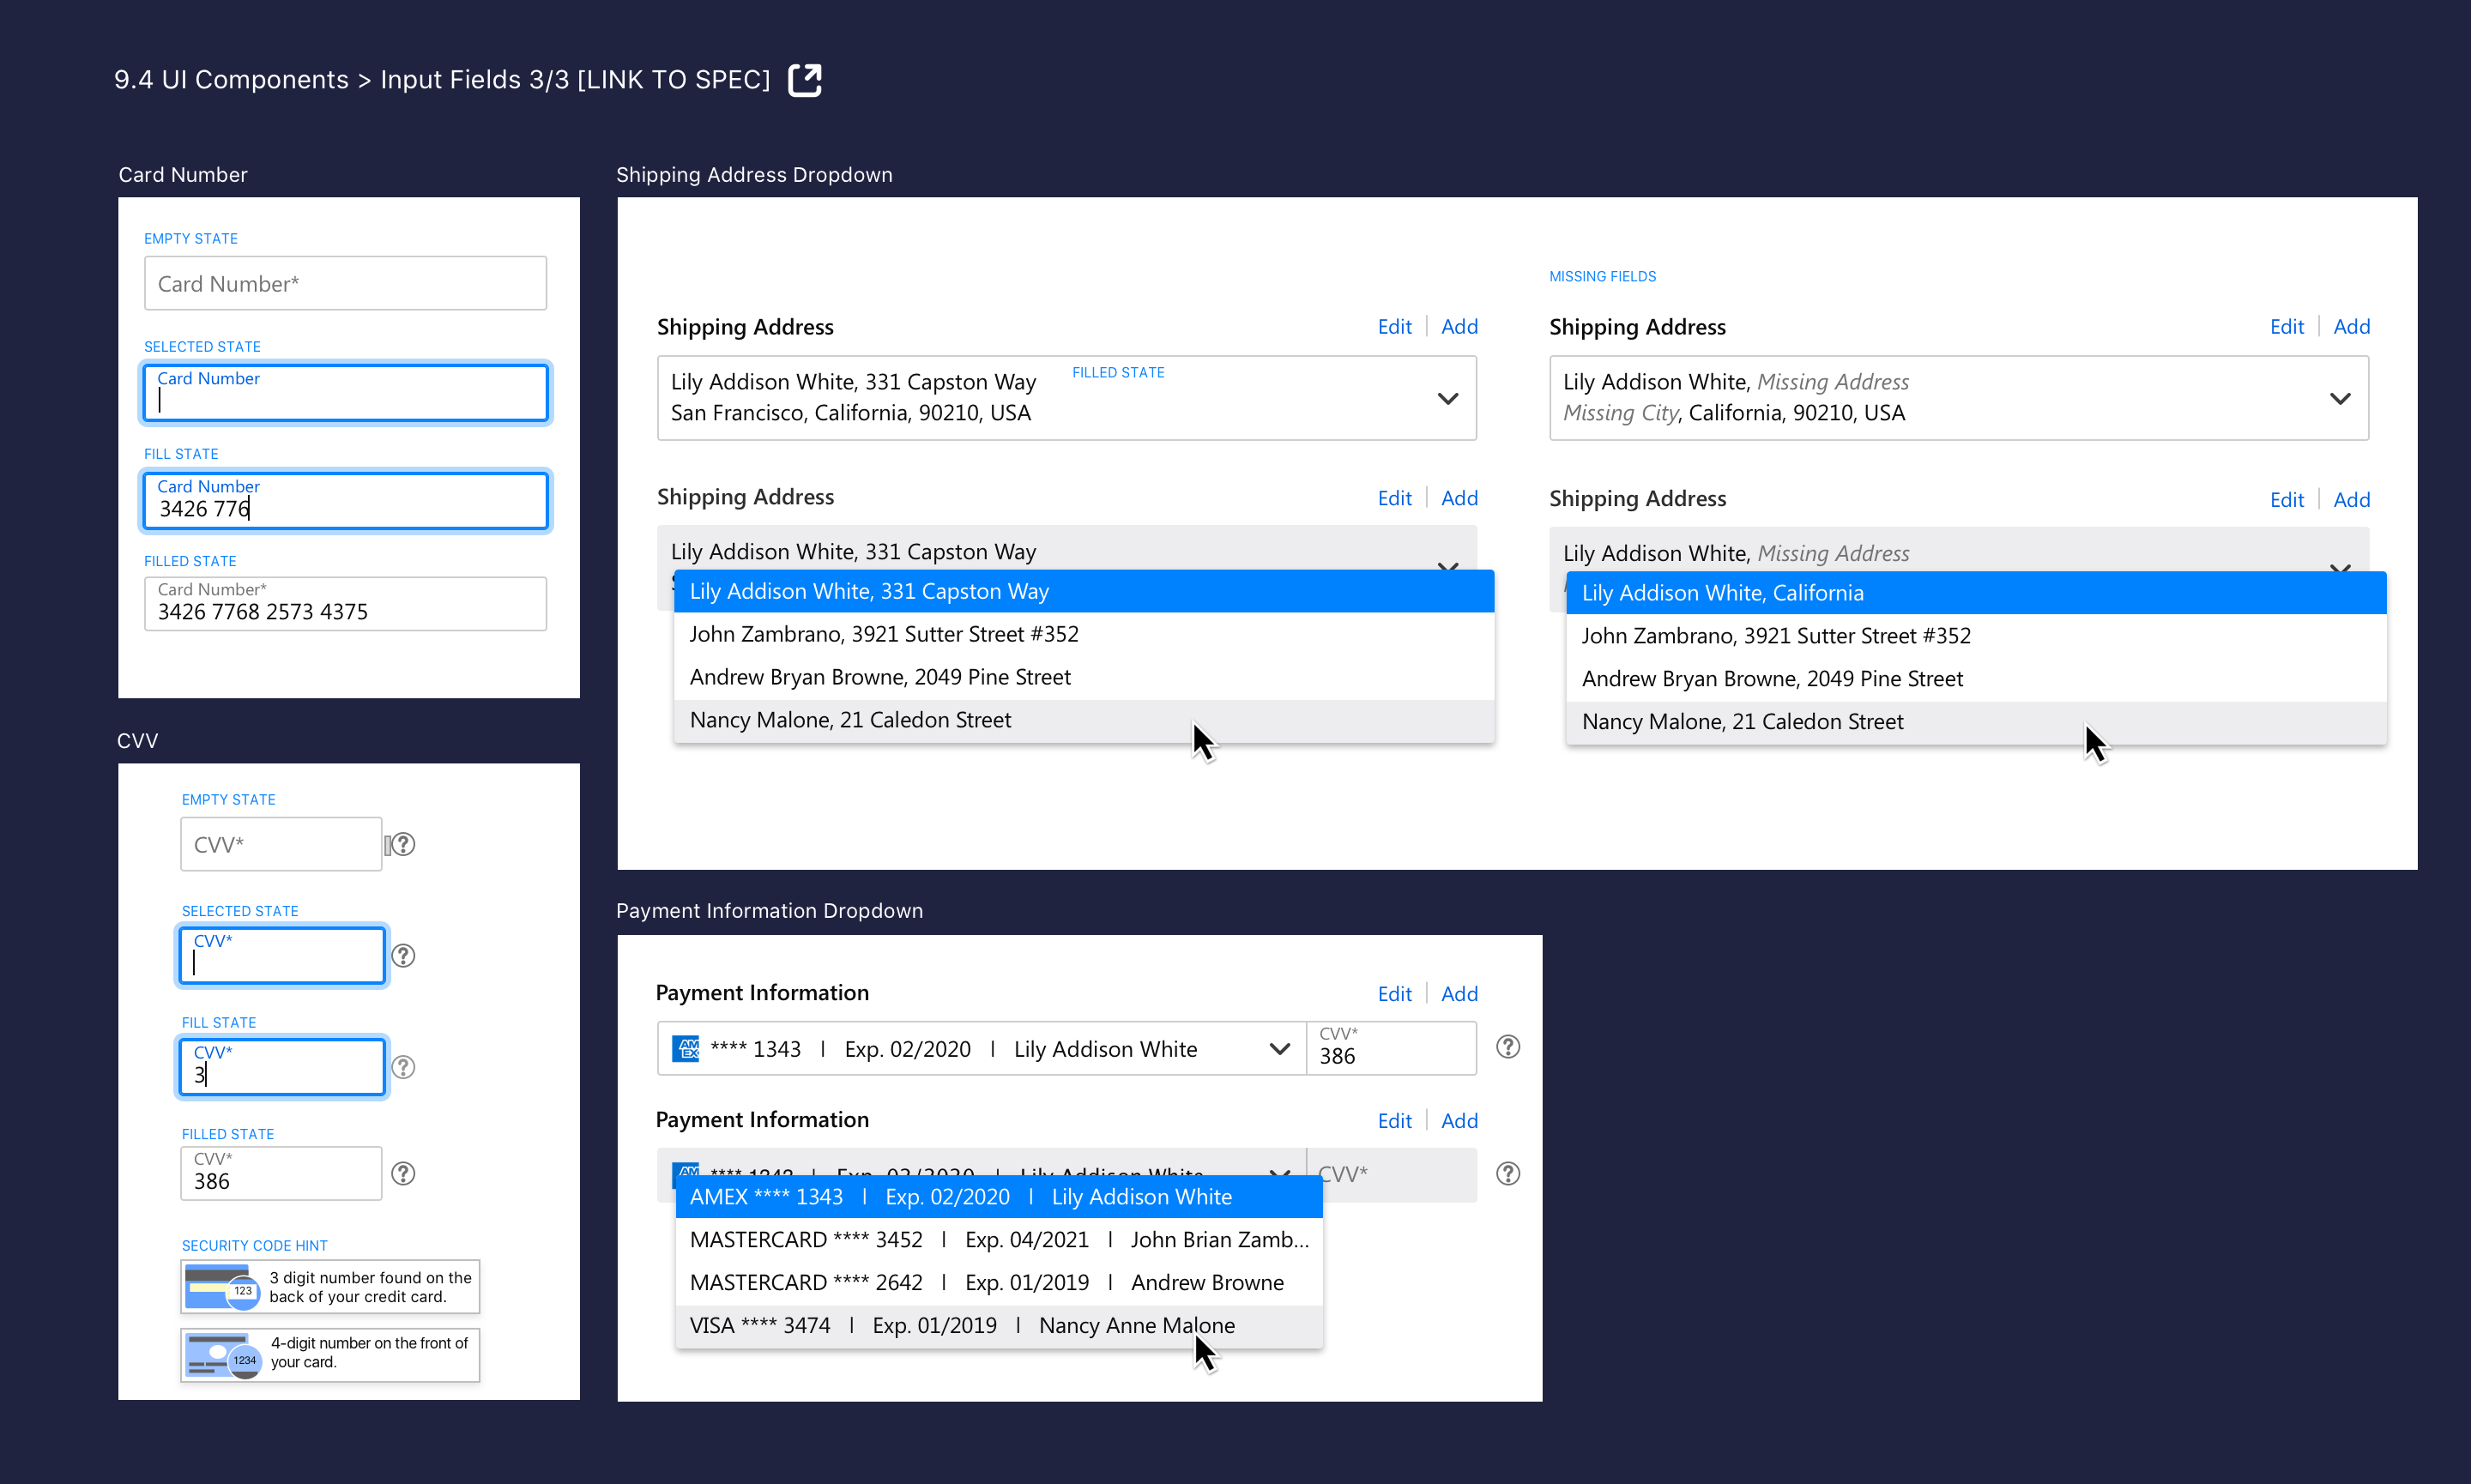 9.4 UI Components > Input Fields 3/3 [LINK TO SPEC]
Card Number
EMPTY STATE
Card Number*
SELECTED STATE
Card Number
FILL STATE
Card Number
3426 776
FILLED STATE
Card Number*
3426 7768 2573 4375
CVV
EMPTY STATE
CVV*
?
SELECTED STATE
CVV*
?
FILL STATE
CVV*
3
?
FILLED STATE
CVV*
386
?
SECURITY CODE HINT
123
3 digit number found on the
back of your credit card.
1234
4-digit number on the front of
your card.
Shipping Address Dropdown
Shipping Address
Edit | Add
Lily Addison White, 331 Capston Way
FILLED STATE
San Francisco, California, 90210, USA
Shipping Address
Edit | Add
Lily Addison White, 331 Capston Way
Lily Addison White, 331 Capston Way
John Zambrano, 3921 Sutter Street #352
Andrew Bryan Browne, 2049 Pine Street
Nancy Malone, 21 Caledon Street
MISSING FIELDS
Shipping Address
Edit | Add
Lily Addison White, Missing Address
Missing City, California, 90210, USA
Shipping Address
Edit | Add
Lily Addison White, Missing Address
Lily Addison White, California
John Zambrano, 3921 Sutter Street #352
Andrew Bryan Browne, 2049 Pine Street
Nancy Malone, 21 Caledon Street
Payment Information Dropdown
Payment Information
Edit | Add
AMEX **** 1343 | Exp. 02/2020 | Lily Addison White
CVV*
386
?
Payment Information
Edit | Add
CVV*
?
AMEX **** 1343 | Exp. 02/2020 | Lily Addison White
MASTERCARD **** 3452 | Exp. 04/2021 | John Brian Zamb...
MASTERCARD **** 2642 | Exp. 01/2019 | Andrew Browne
VISA **** 3474 | Exp. 01/2019 | Nancy Anne Malone